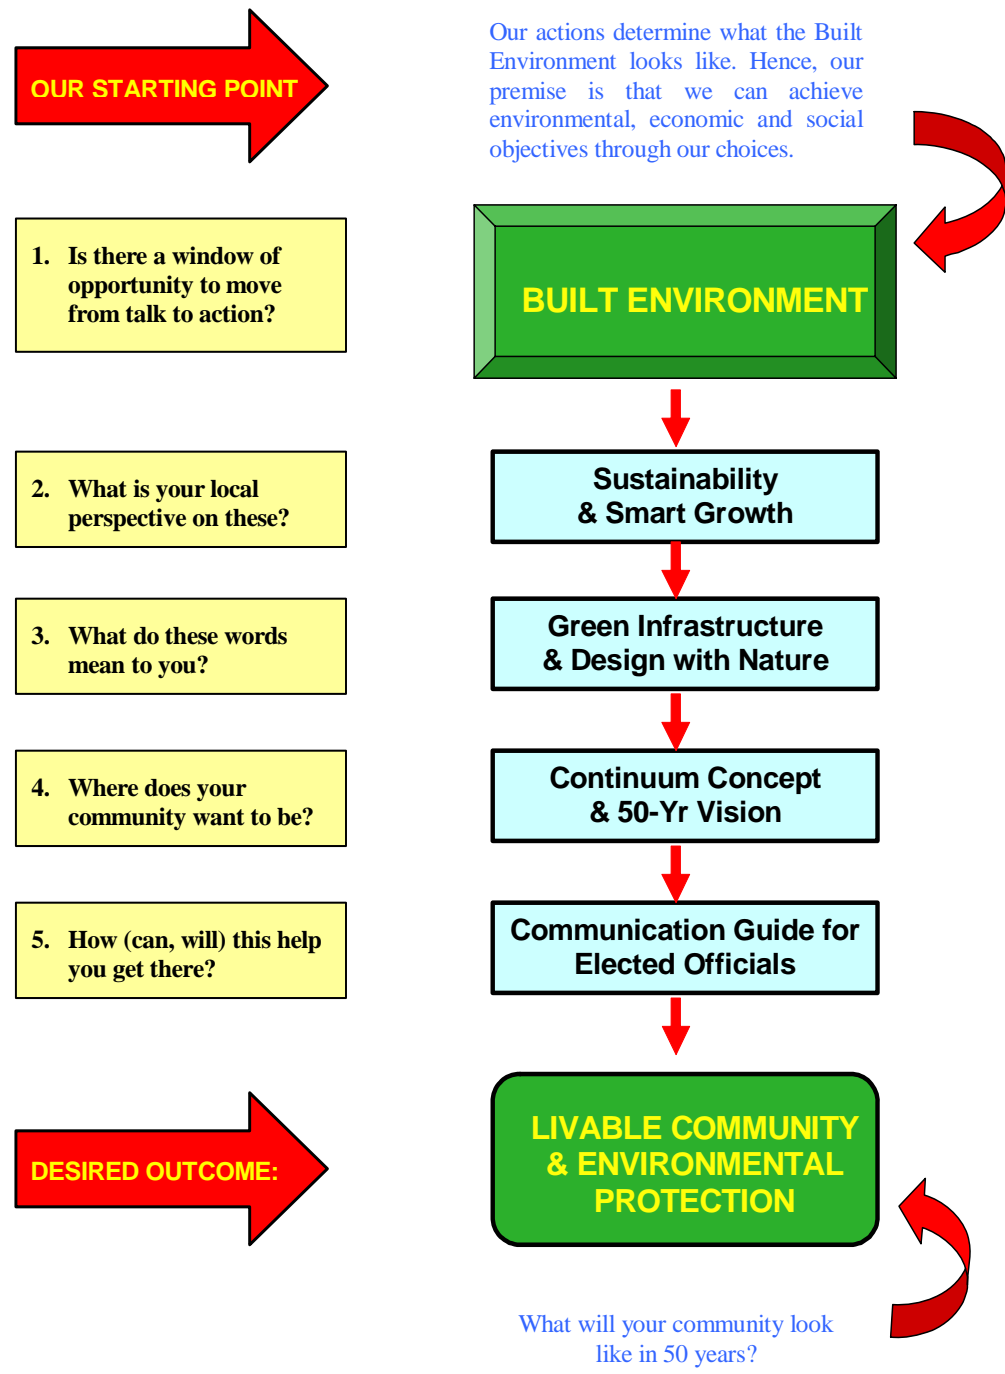 OUR STARTING POINT
Our actions determine what the Built
Environment looks like. Hence, our
premise is that we can achieve
environmental, economic and social
objectives through our choices.
1. Is there a window of
opportunity to move
from talk to action?
BUILT ENVIRONMENT
2. What is your local
perspective on these?
Sustainability
& Smart Growth
3. What do these words
mean to you?
Green Infrastructure
& Design with Nature
4. Where does your
community want to be?
Continuum Concept
& 50-Yr Vision
5. How (can, will) this help
you get there?
Communication Guide for
Elected Officials
DESIRED OUTCOME:
LIVABLE COMMUNITY
& ENVIRONMENTAL
PROTECTION
What will your community look
like in 50 years?